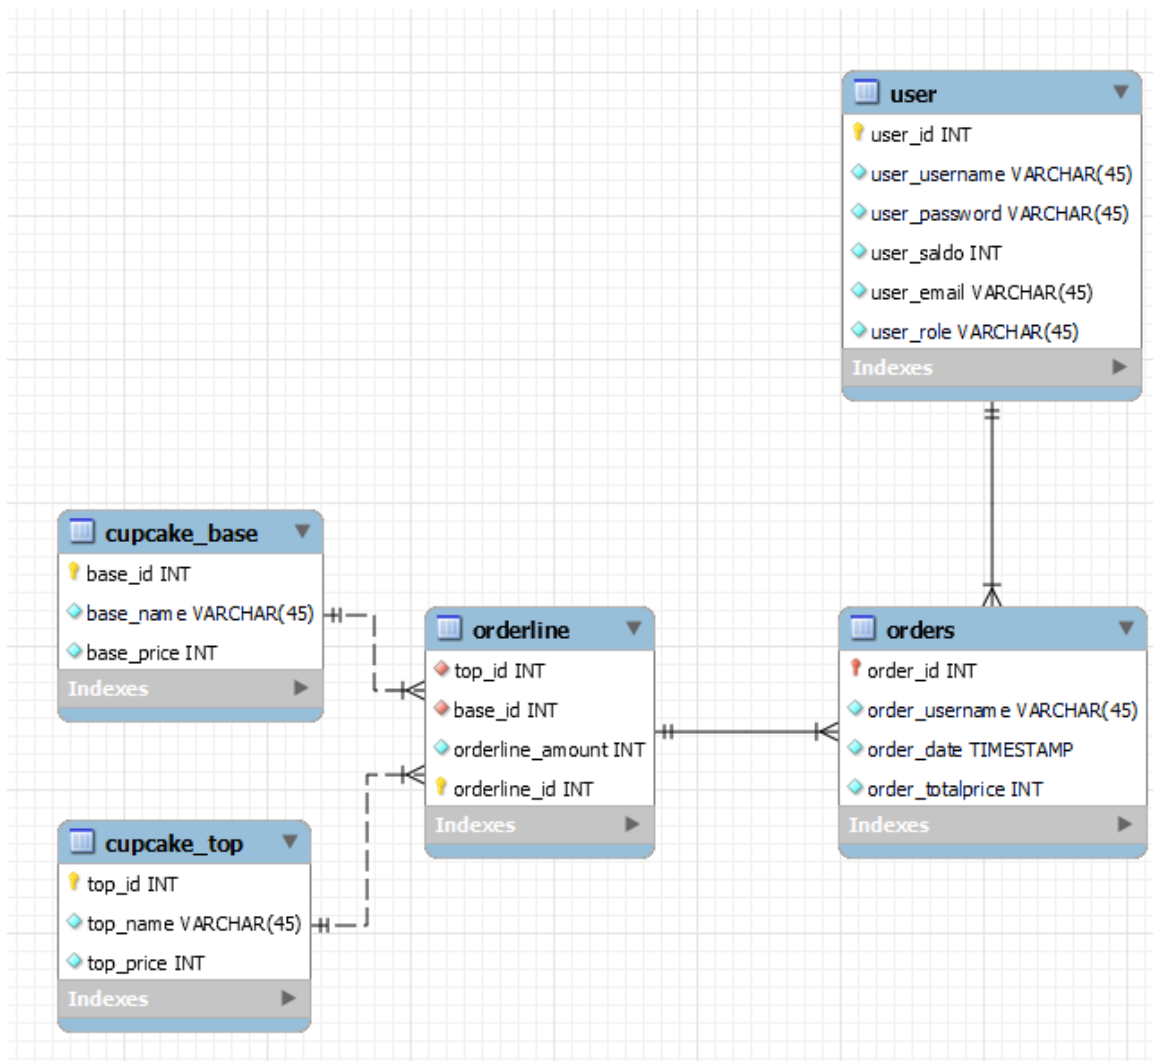 user
user_id INT
user_username VARCHAR(45)
user_password VARCHAR(45)
user_saldo INT
user_email VARCHAR(45)
user_role VARCHAR(45)
Indexes
cupcake_base
base_id INT
base_name VARCHAR(45)
base_price INT
Indexes
orderline
top_id INT
base_id INT
orderline_amount INT
orderline_id INT
Indexes
orders
order_id INT
order_username VARCHAR(45)
order_date TIMESTAMP
order_totalprice INT
Indexes
cupcake_top
top_id INT
top_name VARCHAR(45)
top_price INT
Indexes